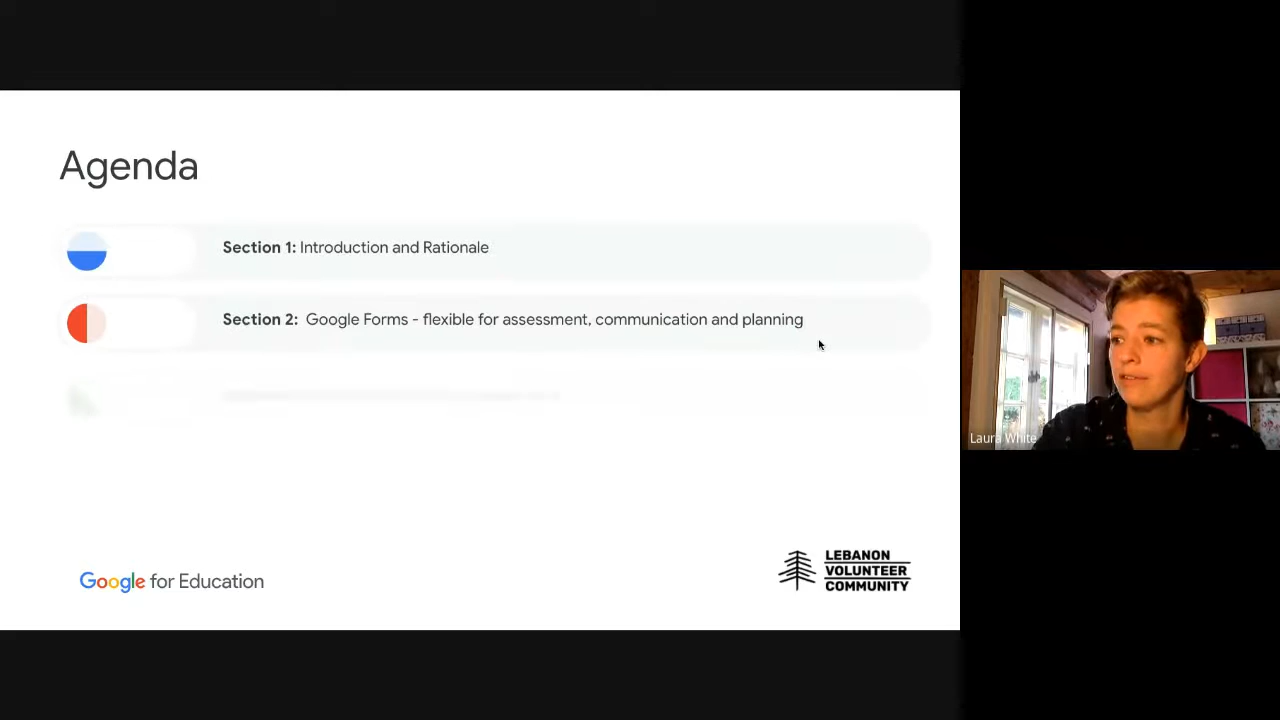 Agenda
Section 1: Introduction and Rationale
Section 2: Google Forms - flexible for assessment, communication and planning
Google for Education
LEBANON
VOLUNTEER
COMMUNITY
Laura White